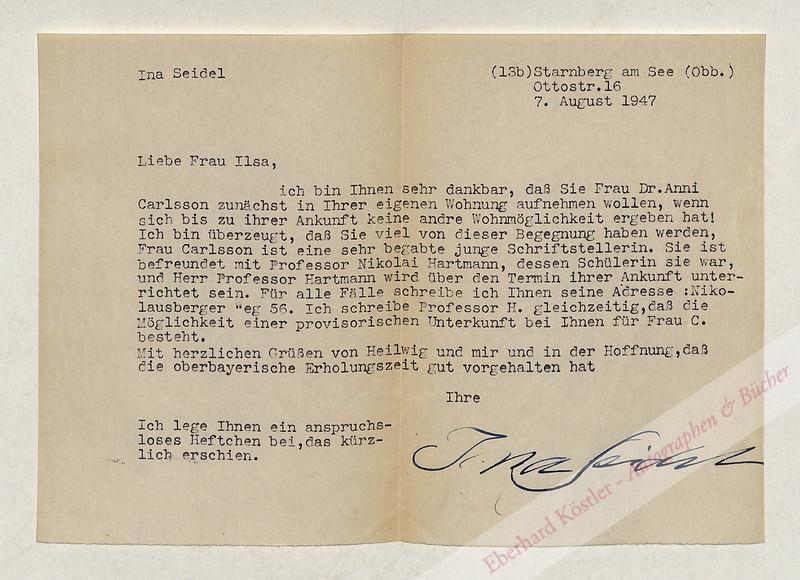 Ina Seidel
(13b)Starnberg am See (Obb.)
Ottostr.16
7. August 1947
Liebe Frau Ilsa,
ich bin Ihnen sehr dankbar, daß Sie Frau Dr.Anni
Carlsson zunächst in Ihrer eigenen Wohnung aufnehmen wollen, wenn
sich bis zu ihrer Ankunft keine andre Wohnmöglichkeit ergeben hat!
Ich bin überzeugt, daß Sie viel von dieser Begegnung haben werden,
Frau Carlsson ist eine sehr begabte junge Schriftstellerin. Sie ist
befreundet mit Professor Nikolai Hartmann, dessen Schülerin sie war,
und Herr Professor Hartmann wird über den Termin ihrer Ankunft unter-
richtet sein. Für alle Fälle schreibe ich Ihnen seine Adresse :Niko-
lausberger "eg 56. Ich schreibe Professor H. gleichzeitig,daß die
Möglichkeit einer provisorischen Unterkunft bei Ihnen für Frau C.
besteht.
Mit herzlichen Grüßen von Heilwig und mir und in der Hoffnung,daß
die oberbayerische Erholungszeit gut vorgehalten hat
Ihre
Ich lege Ihnen ein anspruchs-
loses Heftchen bei,das kürz-
lich erschien.
Ina Seidel
Eberhard Köstler - Autographen & Bücher